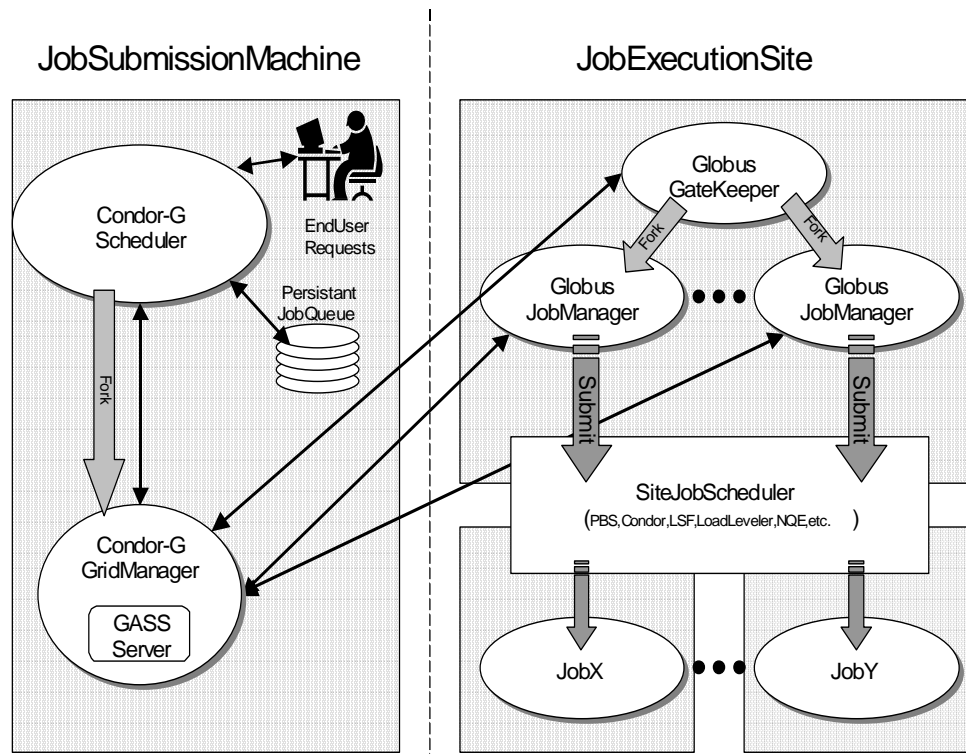 JobSubmissionMachine
JobExecutionSite
Condor-G
Scheduler
EndUser
Requests
Persistant
JobQueue
Fork
Condor-G
GridManager
GASS
Server
Globus
GateKeeper
Fork
Fork
Globus
JobManager
Globus
JobManager
Submit
Submit
SiteJobScheduler
(PBS,Condor,LSF,LoadLeveler,NQE,etc. )
JobX
JobY